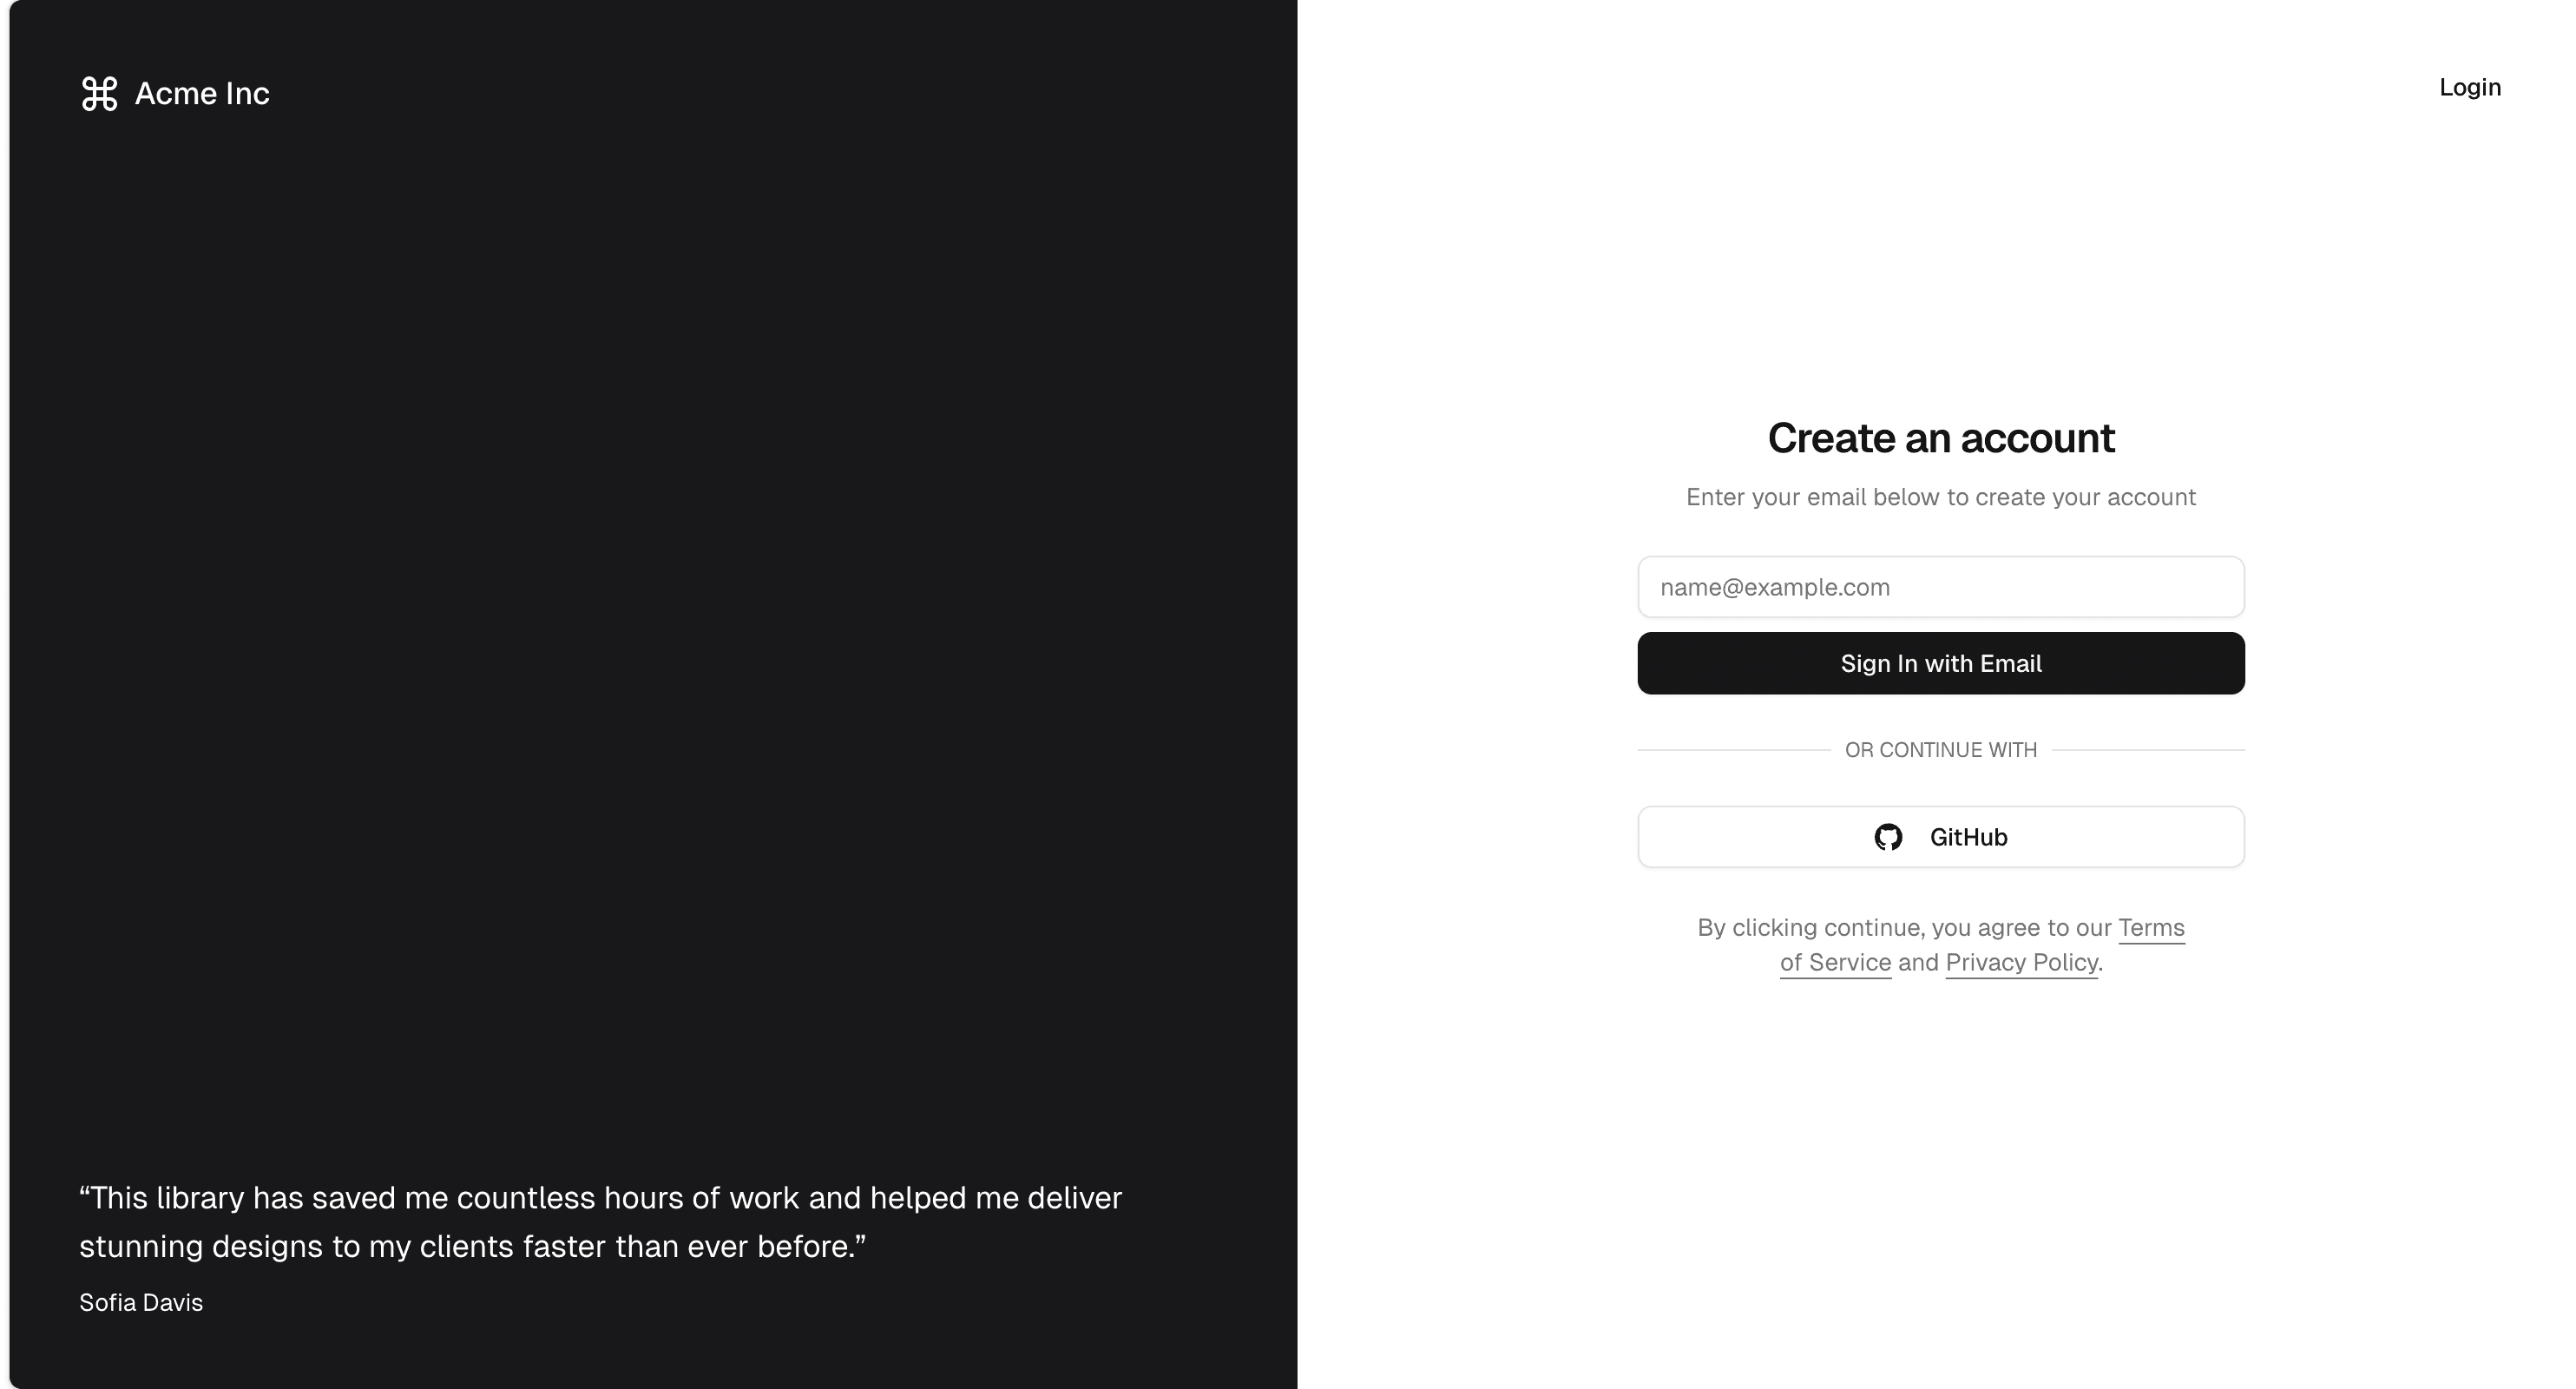 Acme Inc
“This library has saved me countless hours of work and helped me deliver
stunning designs to my clients faster than ever before.”
Sofia Davis
Login
Create an account
Enter your email below to create your account
name@example.com
Sign In with Email
OR CONTINUE WITH
GitHub
By clicking continue, you agree to our Terms
of Service and Privacy Policy.